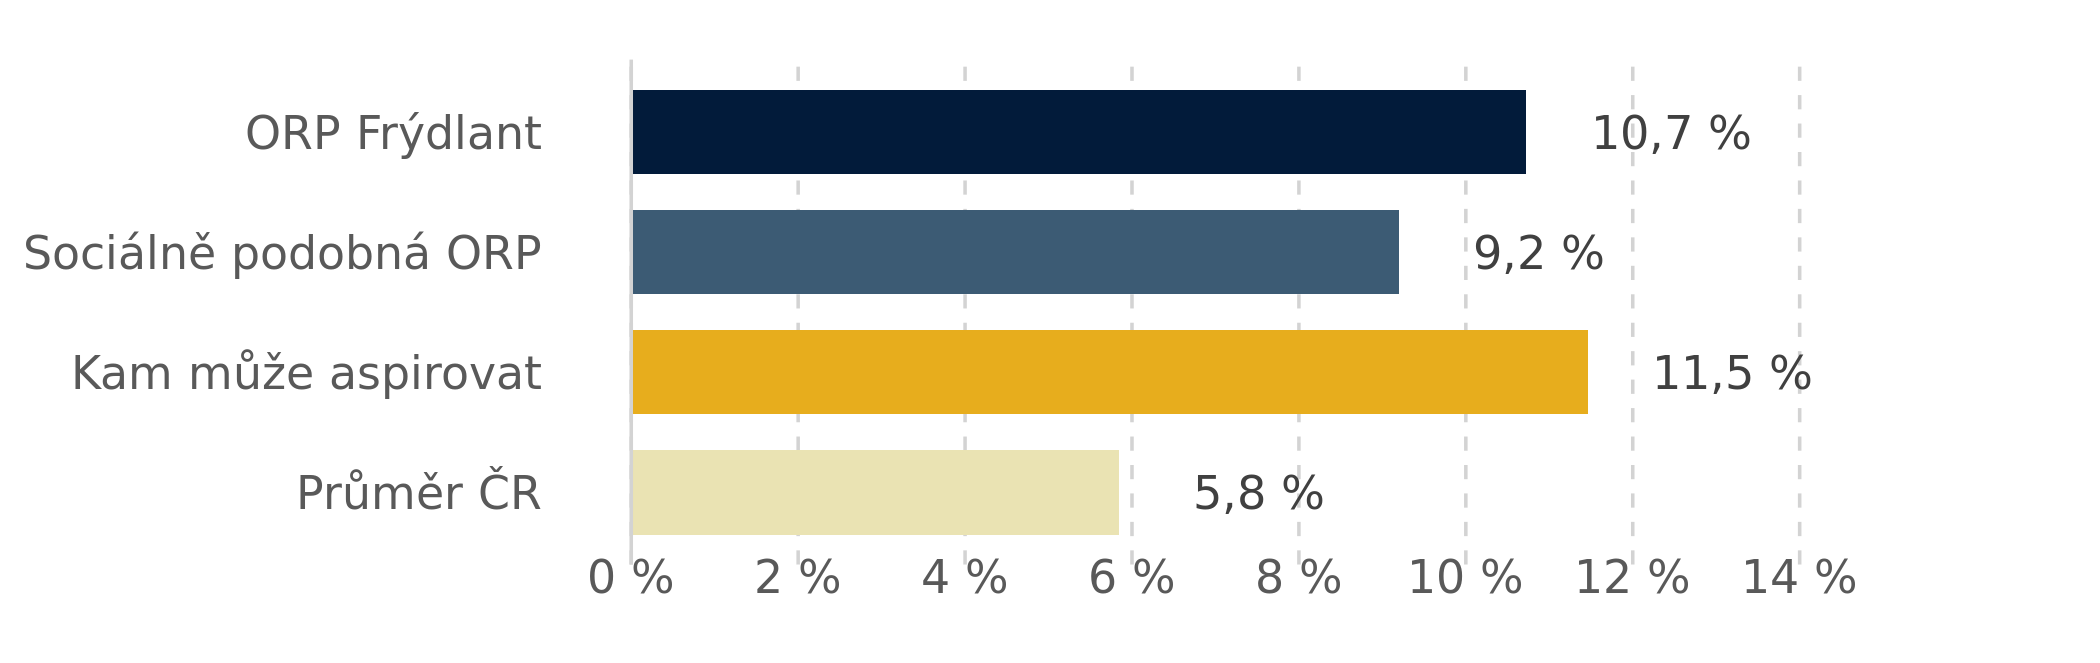 ORP Frýdlant 10,7 %
Sociálně podobná ORP 9,2 %
Kam může aspirovat 11,5 %
Průměr ČR 5,8 %
0 % 2 % 4 % 6 % 8 % 10 % 12 % 14 %